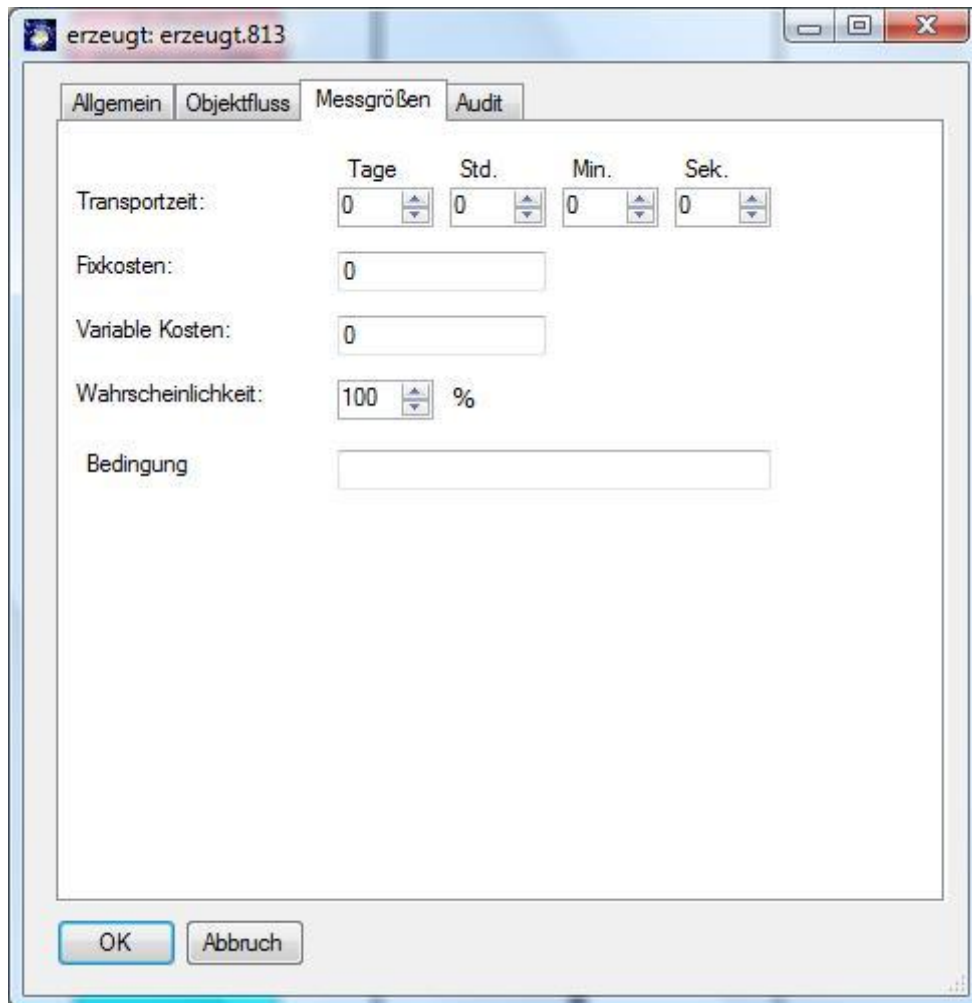 erzeugt: erzeugt.813
Allgemein Objektfluss Messgrößen Audit
Tage Std. Min. Sek.
Transportzeit: 0 0 0 0
Fixkosten: 0
Variable Kosten: 0
Wahrscheinlichkeit: 100 %
Bedingung
OK Abbruch